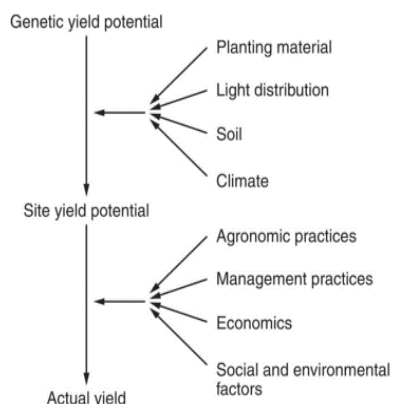 Genetic yield potential
Planting material
Light distribution
Soil
Climate
Site yield potential
Agronomic practices
Management practices
Economics
Social and environmental
factors
Actual yield